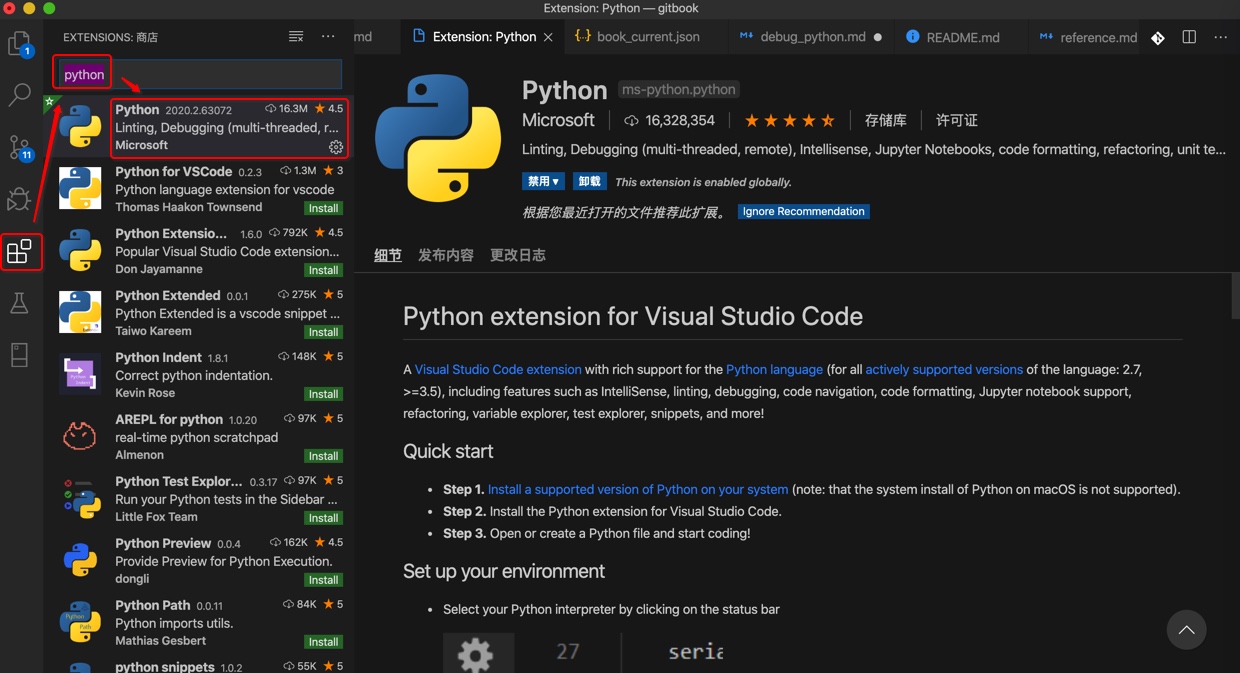 Extension: Python — gitbook
EXTENSIONS: 商店
md
Extension: Python
book_current.json
debug_python.md
README.md
reference.md
1
11
python
Python 2020.2.63072 16.3M 4.5
Linting, Debugging (multi-threaded, r...
Microsoft
Python for VSCode 0.2.3 1.3M 3
Python language extension for vscode
Thomas Haakon Townsend Install
Python Extensio... 1.6.0 792K 4.5
Popular Visual Studio Code extension...
Don Jayamanne Install
Python Extended 0.0.1 275K 5
Python Extended is a vscode snippet ...
Taiwo Kareem Install
Python Indent 1.8.1 148K 5
Correct python indentation.
Kevin Rose Install
AREPL for python 1.0.20 97K 5
real-time python scratchpad
Almenon Install
Python Test Explor... 0.3.17 97K 5
Run your Python tests in the Sidebar ...
Little Fox Team Install
Python Preview 0.0.4 162K 4.5
Provide Preview for Python Execution.
dongli Install
Python Path 0.0.11 84K 5
Python imports utils.
Mathias Gesbert Install
python snippets 1.0.2 55K 5
Python ms-python.python
Microsoft 16,328,354 存储库 许可证
Linting, Debugging (multi-threaded, remote), Intellisense, Jupyter Notebooks, code formatting, refactoring, unit te...
禁用 卸载 This extension is enabled globally.
根据您最近打开的文件推荐此扩展。 Ignore Recommendation
细节 发布内容 更改日志
Python extension for Visual Studio Code
A Visual Studio Code extension with rich support for the Python language (for all actively supported versions of the language: 2.7,
>=3.5), including features such as IntelliSense, linting, debugging, code navigation, code formatting, Jupyter notebook support,
refactoring, variable explorer, test explorer, snippets, and more!
Quick start
• Step 1. Install a supported version of Python on your system (note: that the system install of Python on macOS is not supported).
• Step 2. Install the Python extension for Visual Studio Code.
• Step 3. Open or create a Python file and start coding!
Set up your environment
• Select your Python interpreter by clicking on the status bar
27 seria